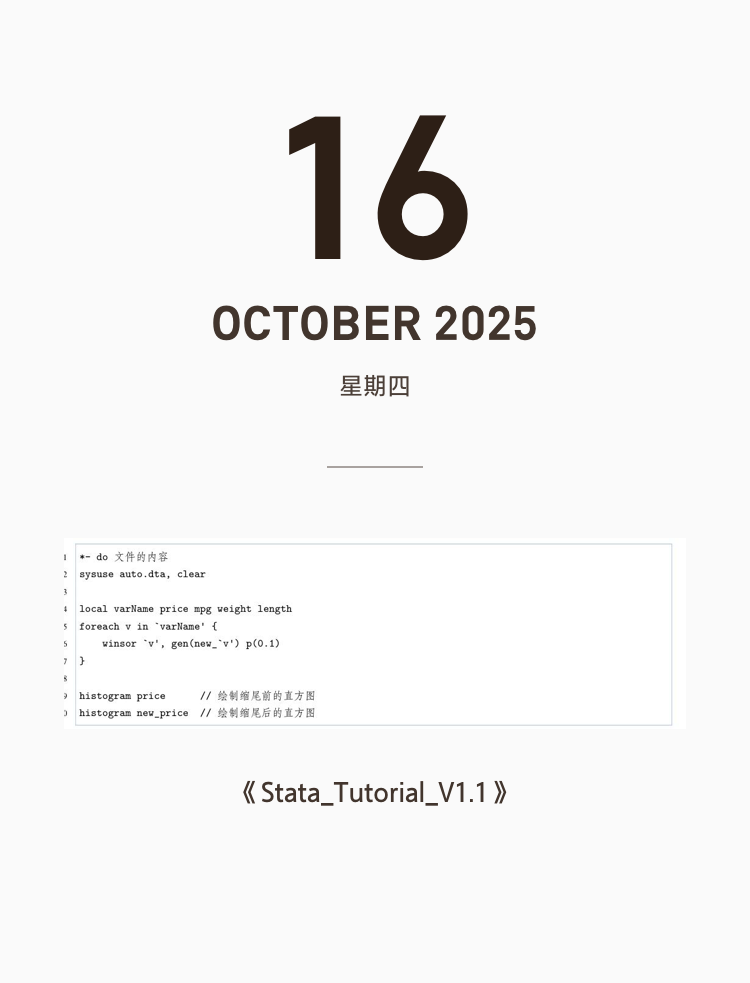 16
OCTOBER 2025
星期四
1 *- do 文件的内容
2 sysuse auto.dta, clear
3
4 local varName price mpg weight length
5 foreach v in `varName' {
6 winsor `v', gen(new_`v') p(0.1)
7 }
8
9 histogram price // 绘制缩尾前的直方图
0 histogram new_price // 绘制缩尾后的直方图
《 Stata_Tutorial_V1.1 》